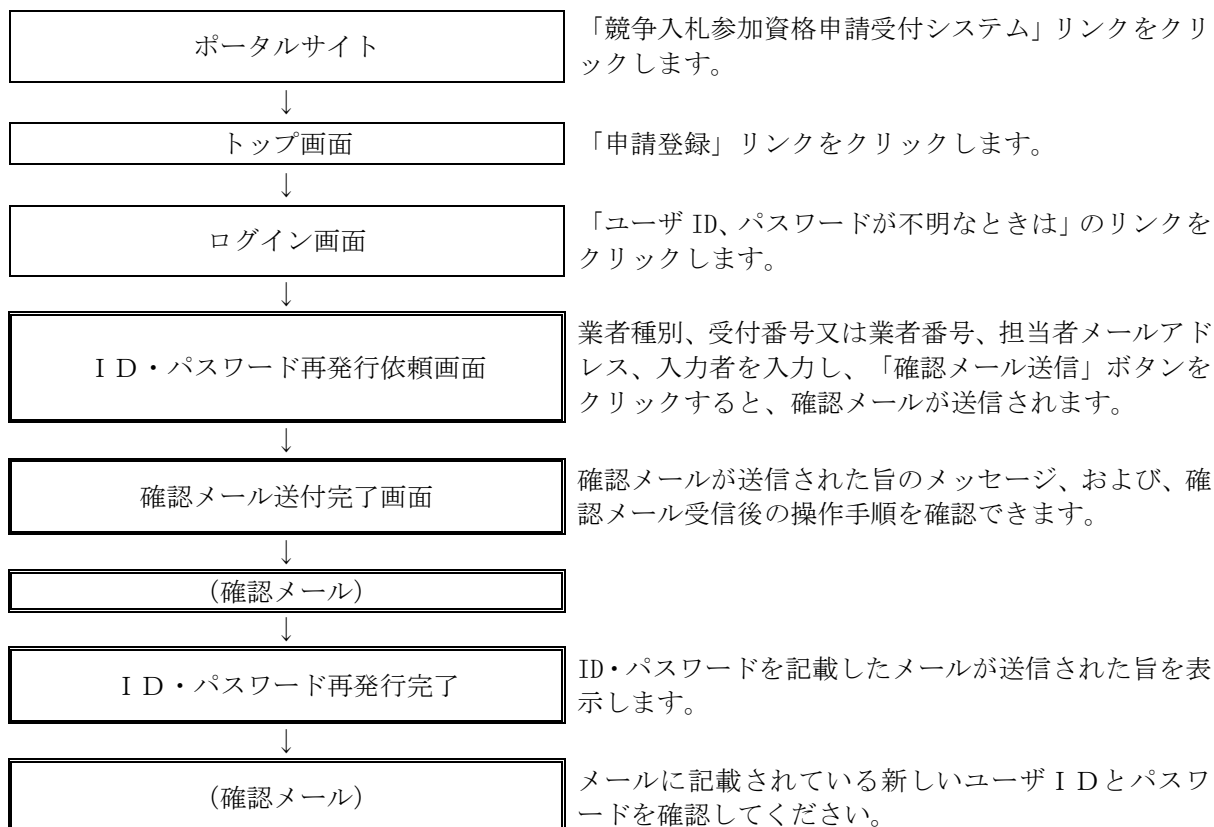 ポータルサイト
「競争入札参加資格申請受付システム」リンクをクリ
ックします。
↓
トップ画面
「申請登録」リンクをクリックします。
↓
ログイン画面
「ユーザ ID、パスワードが不明なときは」のリンクを
クリックします。
↓
ＩＤ・パスワード再発行依頼画面
業者種別、受付番号又は業者番号、担当者メールアド
レス、入力者を入力し、「確認メール送信」ボタンを
クリックすると、確認メールが送信されます。
↓
確認メール送付完了画面
確認メールが送信された旨のメッセージ、および、確
認メール受信後の操作手順を確認できます。
↓
（確認メール）
↓
ＩＤ・パスワード再発行完了
ID・パスワードを記載したメールが送信された旨を表
示します。
↓
（確認メール）
メールに記載されている新しいユーザＩＤとパスワ
ードを確認してください。